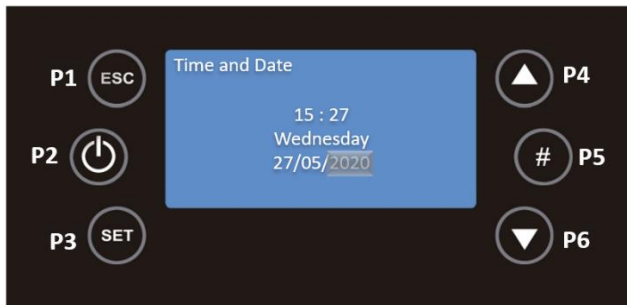 P1 ESC
P2
P3 SET
Time and Date
15 : 27
Wednesday
27/05/2020
P4
# P5
P6